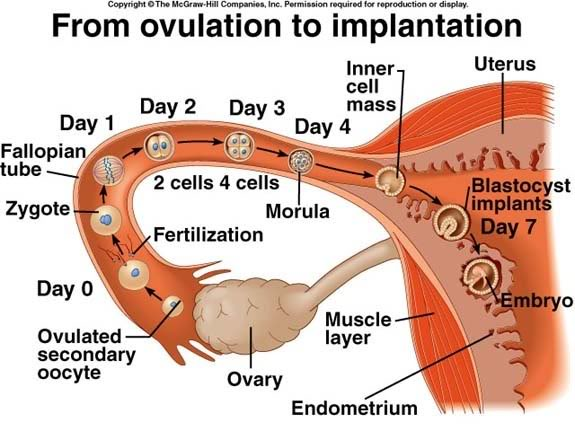 Copyright © The McGraw-Hill Companies, Inc. Permission required for reproduction or display.
From ovulation to implantation
Uterus
Inner
cell
mass
Day 1
Day 2
Day 3
Day 4
Fallopian
tube
2 cells
4 cells
Morula
Blastocyst
implants
Day 7
Zygote
Fertilization
Day 0
Embryo
Ovulated
secondary
oocyte
Ovary
Muscle
layer
Endometrium